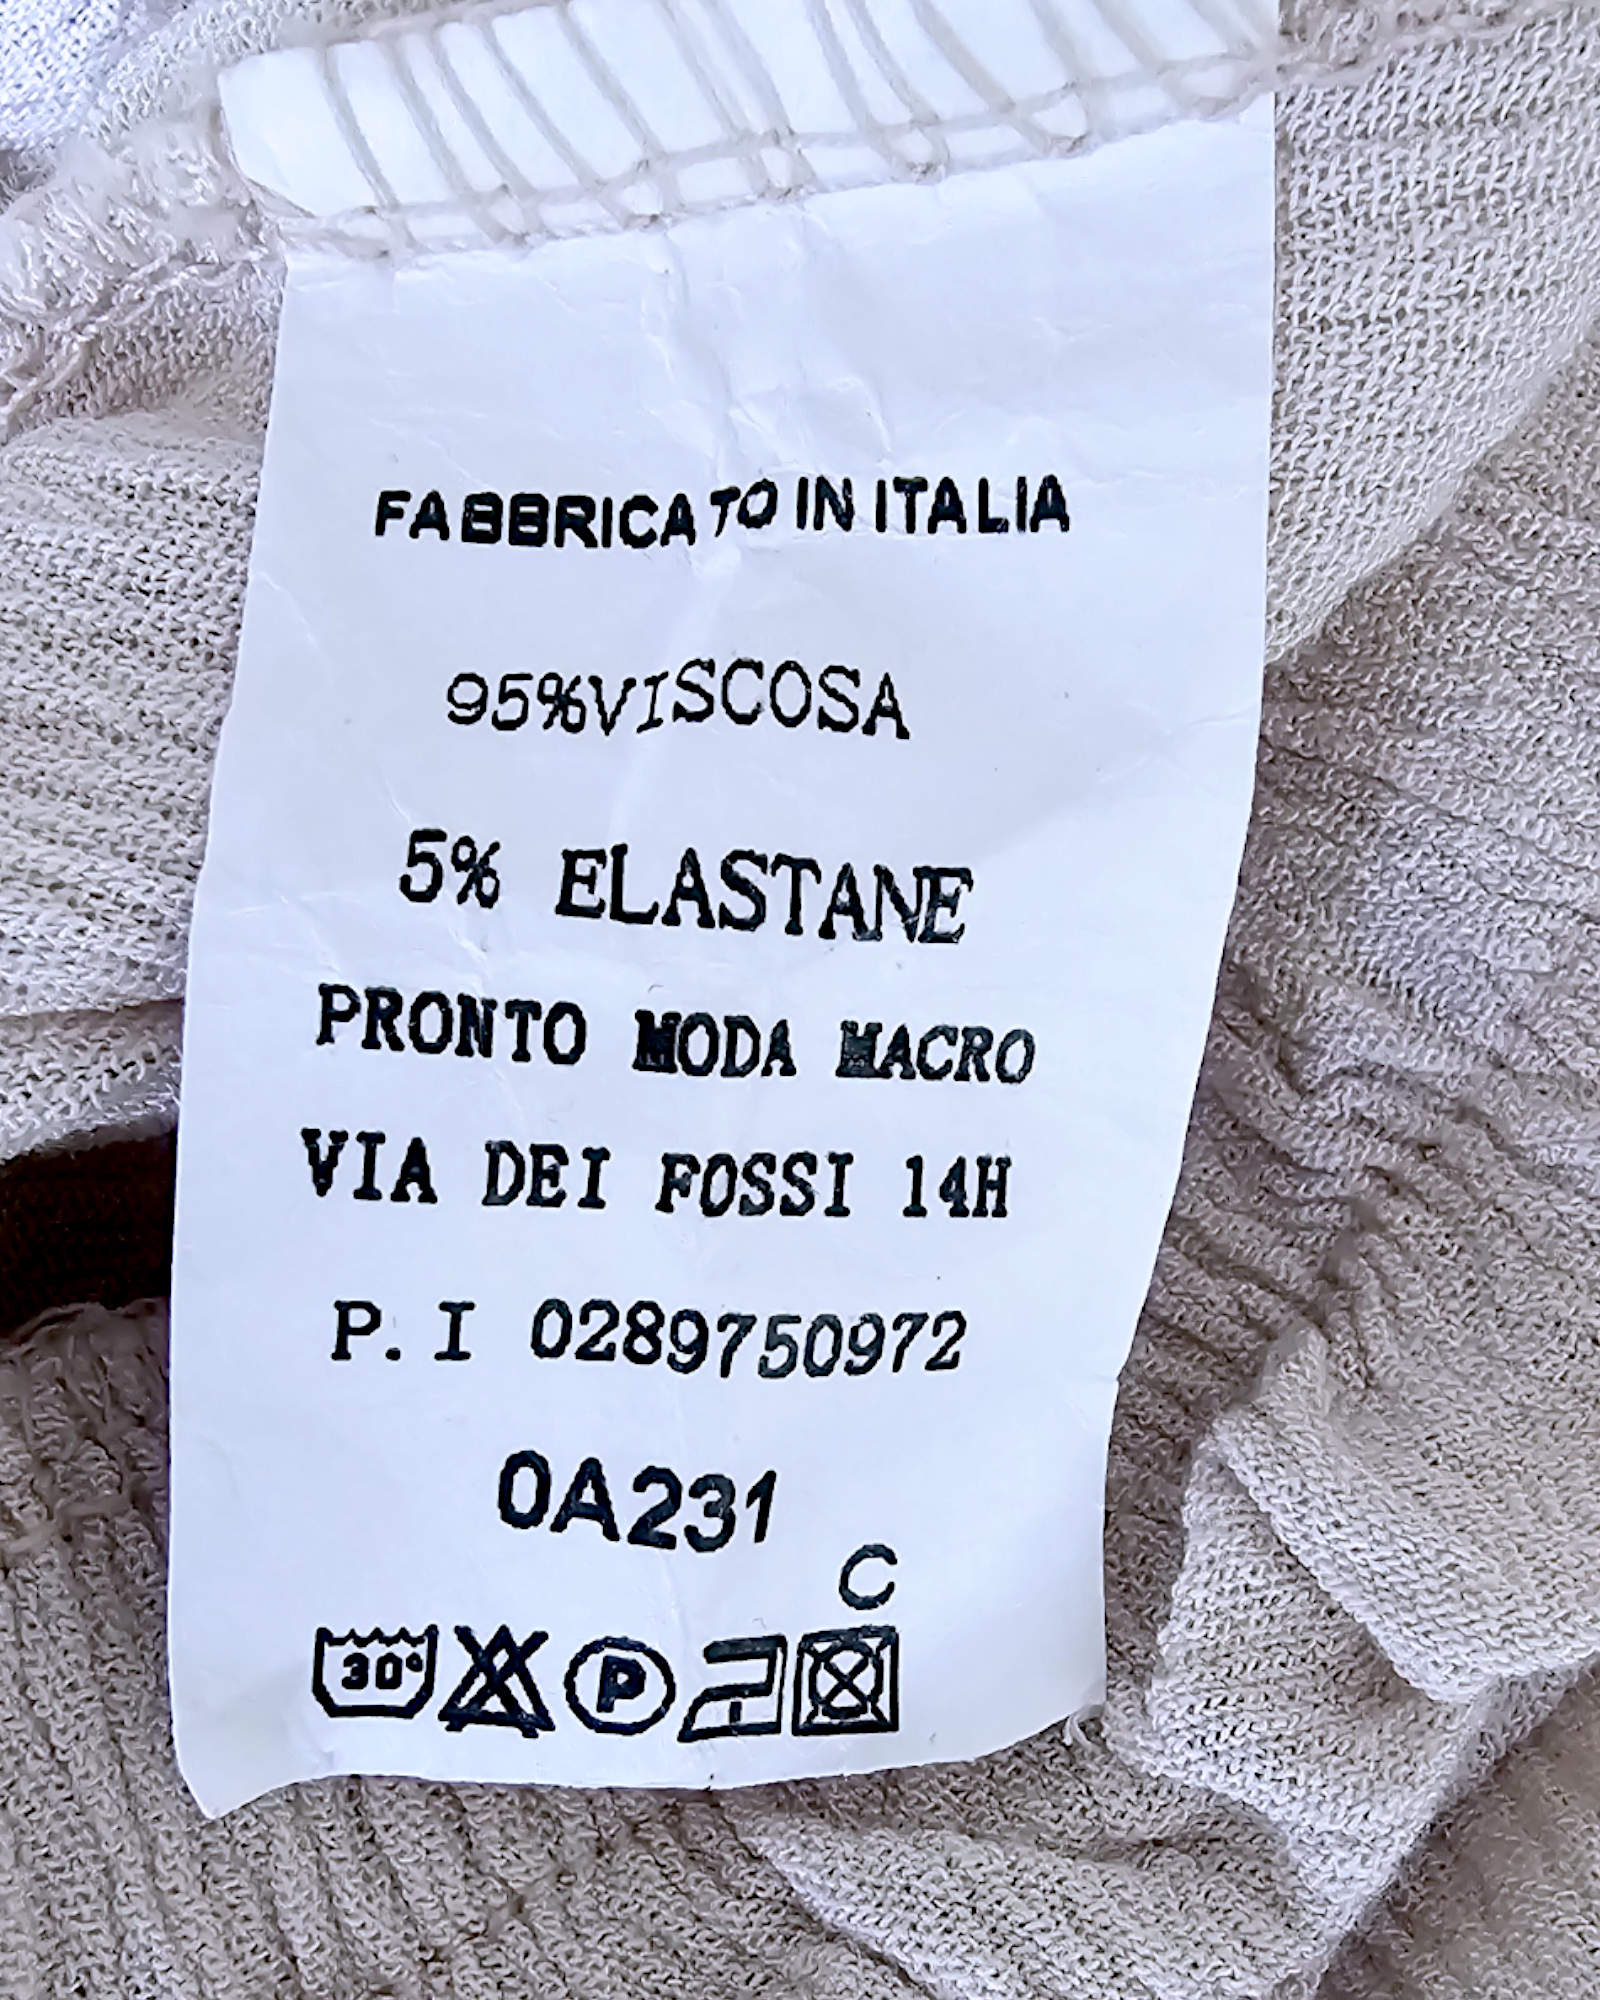 FABBRICATO IN ITALIA
95%VISCOSA
5% ELASTANE
PRONTO MODA MACRO
VIA DEI FOSSI 14H
P.I 0289750972
0A231
C
30° P